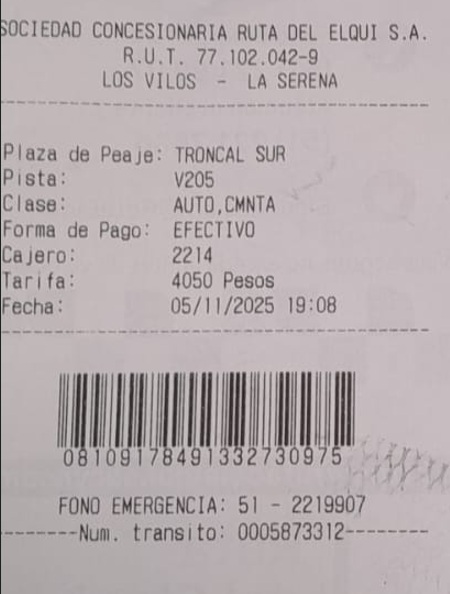 SOCIEDAD CONCESIONARIA RUTA DEL ELQUI S.A.
R.U.T. 77.102.042-9
LOS VILOS - LA SERENA
Plaza de Peaje: TRONCAL SUR
Pista: V205
Clase: AUTO,CMNTA
Forma de Pago: EFECTIVO
Cajero: 2214
Tarifa: 4050 Pesos
Fecha: 05/11/2025 19:08
081091784913327309​75
FONO EMERGENCIA: 51 - 2219907
--------Num. transito: 0005873312--------